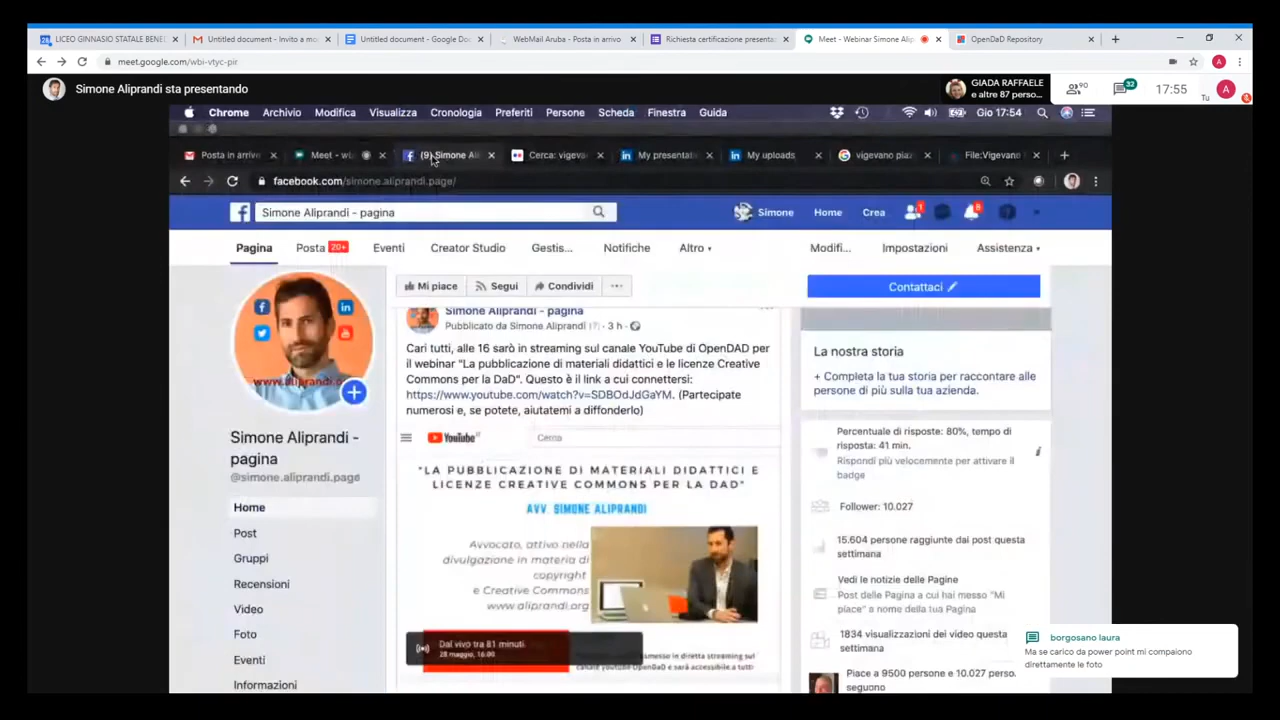 LICEO GINNASIO STATALE BENE
Untitled document - Invito a mo
Untitled document - Google Do
WebMail Aruba - Posta in arrivo
Richiesta certificazione presenta
Meet - Webinar Simone Alip
OpenDaD Repository
meet.google.com/wbi-vtyc-pir
Simone Aliprandi sta presentando
GIADA RAFFAELE
e altre 87 perso...
90
32
17:55
Tu
A
Chrome Archivio Modifica Visualizza Cronologia Preferiti Persone Scheda Finestra Guida
Gio 17:54
Posta in arrivo
Meet - wb
(9) Simone Ali
Cerca: vigeva
My presentati
My uploads
vigevano piaz
File:Vigevano
facebook.com/simone.aliprandi.page/
Simone Aliprandi - pagina
Simone Home Crea
1
8
Pagina Posta 20+ Eventi Creator Studio Gestis... Notifiche Altro
Modifi... Impostazioni Assistenza
Mi piace Segui Condividi ...
Contattaci
Simone Aliprandi - pagina
Pubblicato da Simone Aliprandi [?] · 3 h ·
Cari tutti, alle 16 sarò in streaming sul canale YouTube di OpenDAD per
il webinar "La pubblicazione di materiali didattici e le licenze Creative
Commons per la DaD". Questo è il link a cui connettersi:
https://www.youtube.com/watch?v=SDBOdJdGaYM. (Partecipate
numerosi e, se potete, aiutatemi a diffonderlo)
YouTube
Cerca
"LA PUBBLICAZIONE DI MATERIALI DIDATTICI E
LICENZE CREATIVE COMMONS PER LA DAD"
AVV. SIMONE ALIPRANDI
Avvocato, attivo nella
divulgazione in materia di
copyright
e Creative Commons
www.aliprandi.org
Dal vivo tra 81 minuti.
28 maggio, 16:00
messo in diretta streaming sul
canale youtube OpenDaD e sarà accessibile a tutti
www.aliprandi.o
Simone Aliprandi -
pagina
@simone.aliprandi.page
Home
Post
Gruppi
Recensioni
Video
Foto
Eventi
Informazioni
La nostra storia
+ Completa la tua storia per raccontare alle
persone di più sulla tua azienda.
Percentuale di risposte: 80%, tempo di
risposta: 41 min.
Rispondi più velocemente per attivare il
badge
Follower: 10.027
15.604 persone raggiunte dai post questa
settimana
Vedi le notizie delle Pagine
Post delle Pagina a cui hai messo "Mi
piace" a nome della tua Pagina
1834 visualizzazioni dei video questa
settimana
Piace a 9500 persone e 10.027 perso.
seguono
borgosano laura
Ma se carico da power point mi compaiono
direttamente le foto